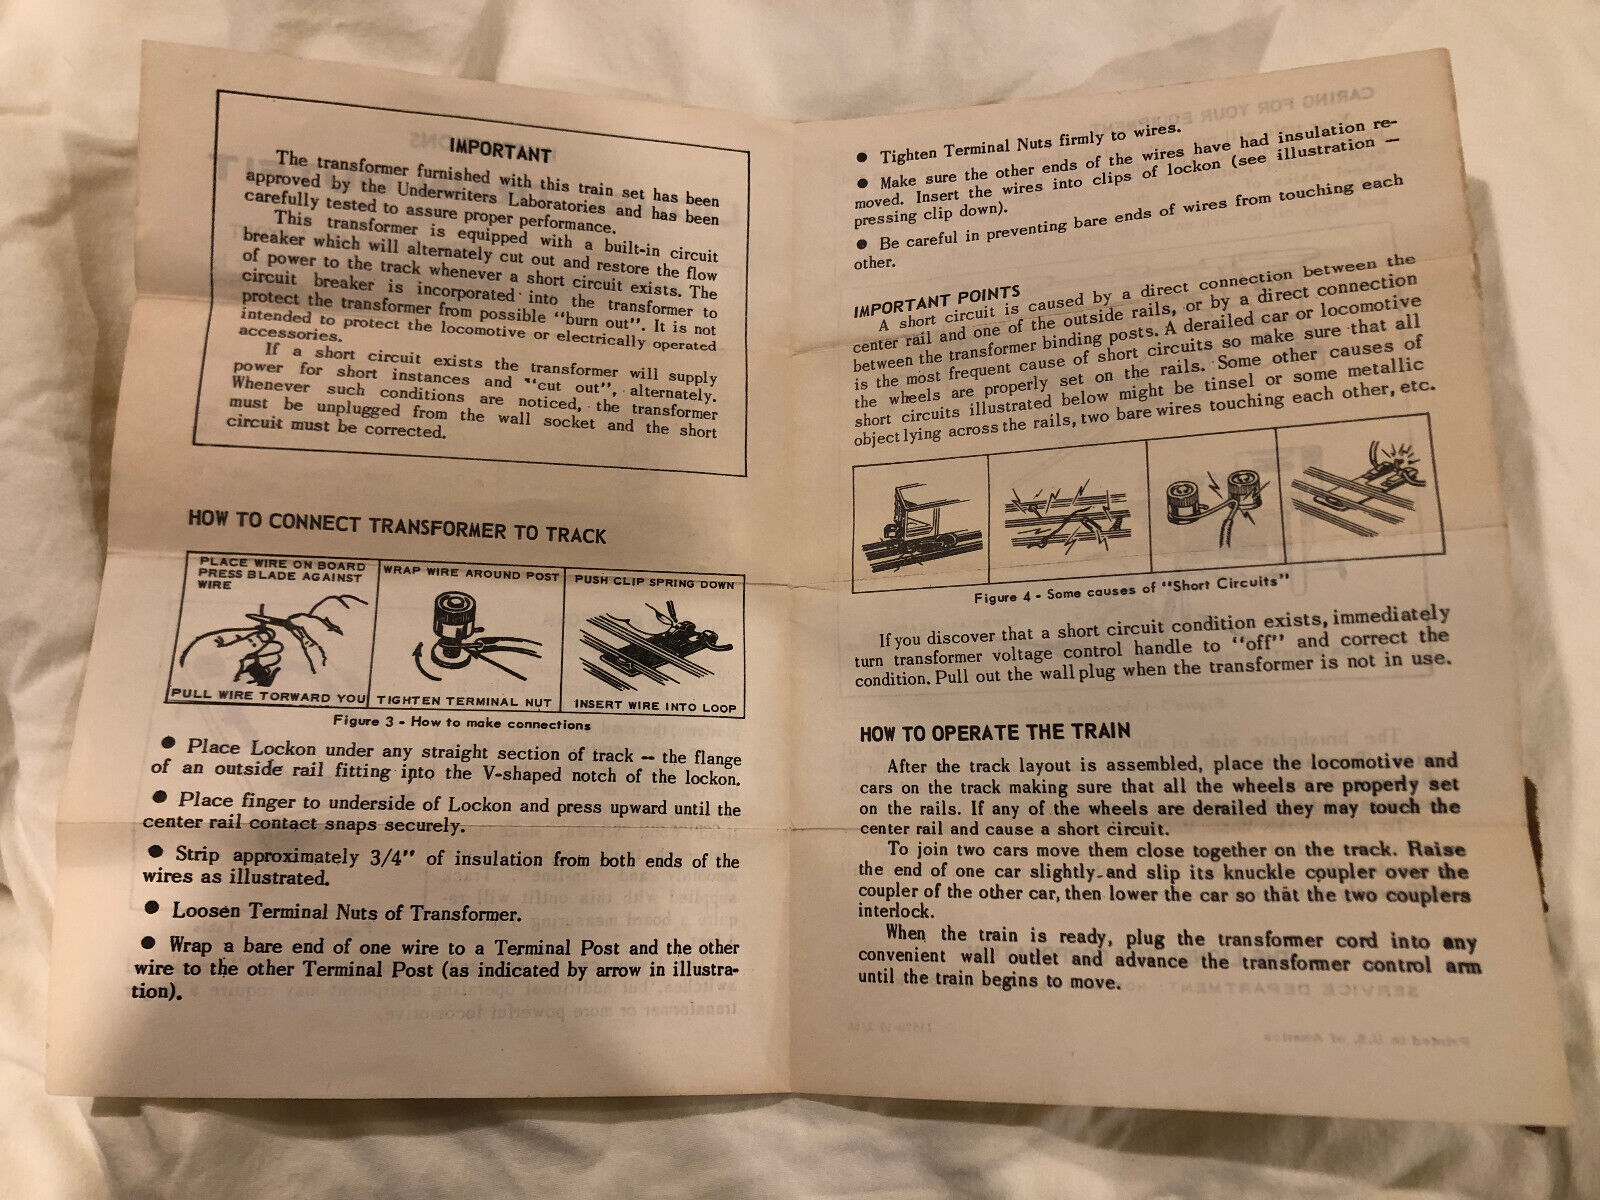 IMPORTANT
The transformer furnished with this train set has been
approved by the Underwriters Laboratories and has been
carefully tested to assure proper performance.
This transformer is equipped with a built-in circuit
breaker which will alternately cut out and restore the flow
of power to the track whenever a short circuit exists. The
circuit breaker is incorporated into the transformer to
protect the transformer from possible "burn out". It is not
intended to protect the locomotive or electrically operated
accessories.
If a short circuit exists the transformer will supply
power for short instances and "cut out", alternately.
Whenever such conditions are noticed, the transformer
must be unplugged from the wall socket and the short
circuit must be corrected.
HOW TO CONNECT TRANSFORMER TO TRACK
PLACE WIRE ON BOARD
PRESS BLADE AGAINST
WIRE
PULL WIRE TORWARD YOU
WRAP WIRE AROUND POST
TIGHTEN TERMINAL NUT
PUSH CLIP SPRING DOWN
INSERT WIRE INTO LOOP
Figure 3 - How to make connections
● Place Lockon under any straight section of track -- the flange
of an outside rail fitting into the V-shaped notch of the lockon.
● Place finger to underside of Lockon and press upward until the
center rail contact snaps securely.
● Strip approximately 3/4" of insulation from both ends of the
wires as illustrated.
● Loosen Terminal Nuts of Transformer.
● Wrap a bare end of one wire to a Terminal Post and the other
wire to the other Terminal Post (as indicated by arrow in illustra-
tion).
● Tighten Terminal Nuts firmly to wires.
● Make sure the other ends of the wires have had insulation re-
moved. Insert the wires into clips of lockon (see illustration —
pressing clip down).
● Be careful in preventing bare ends of wires from touching each
other.
IMPORTANT POINTS
A short circuit is caused by a direct connection between the
center rail and one of the outside rails, or by a direct connection
between the transformer binding posts. A derailed car or locomotive
is the most frequent cause of short circuits so make sure that all
the wheels are properly set on the rails. Some other causes of
short circuits illustrated below might be tinsel or some metallic
object lying across the rails, two bare wires touching each other, etc.
Figure 4 - Some causes of "Short Circuits"
If you discover that a short circuit condition exists, immediately
turn transformer voltage control handle to "off" and correct the
condition. Pull out the wall plug when the transformer is not in use.
HOW TO OPERATE THE TRAIN
After the track layout is assembled, place the locomotive and
cars on the track making sure that all the wheels are properly set
on the rails. If any of the wheels are derailed they may touch the
center rail and cause a short circuit.
To join two cars move them close together on the track. Raise
the end of one car slightly and slip its knuckle coupler over the
coupler of the other car, then lower the car so that the two couplers
interlock.
When the train is ready, plug the transformer cord into any
convenient wall outlet and advance the transformer control arm
until the train begins to move.